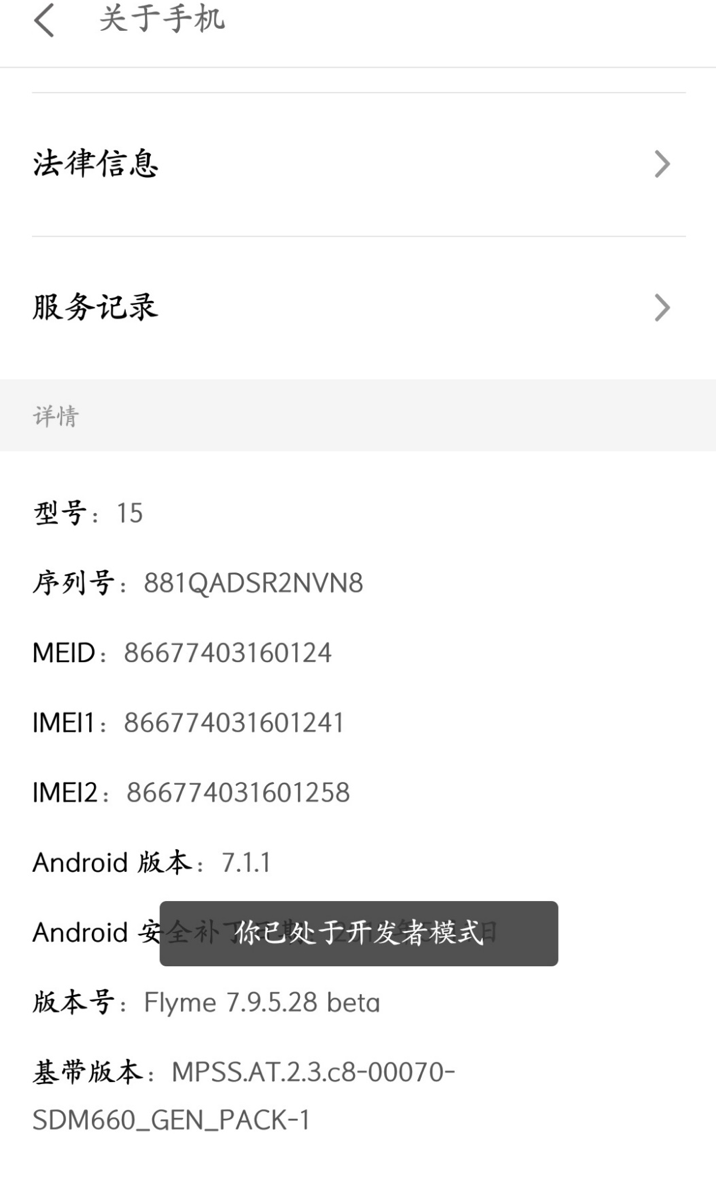 关于手机
法律信息
服务记录
详情
型号：15
序列号：881QADSR2NVN8
MEID：86677403160124
IMEI1：866774031601241
IMEI2：866774031601258
Android 版本：7.1.1
Android 安全补丁
你已处于开发者模式
版本号：Flyme 7.9.5.28 beta
基带版本：MPSS.AT.2.3.c8-00070-
SDM660_GEN_PACK-1